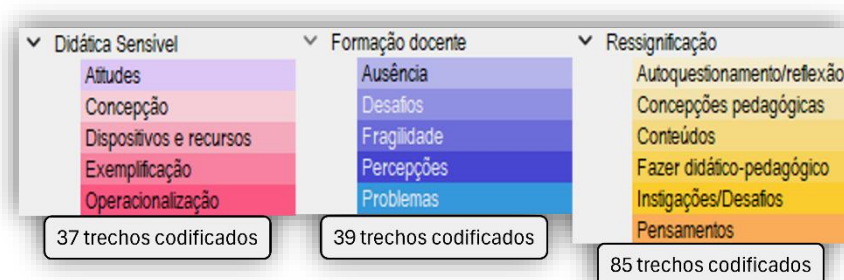 Didática Sensível
Atitudes
Concepção
Dispositivos e recursos
Exemplificação
Operacionalização
37 trechos codificados
Formação docente
Ausência
Desafios
Fragilidade
Percepções
Problemas
39 trechos codificados
Ressignificação
Autoquestionamento/reflexão
Concepções pedagógicas
Conteúdos
Fazer didático-pedagógico
Instigações/Desafios
Pensamentos
85 trechos codificados